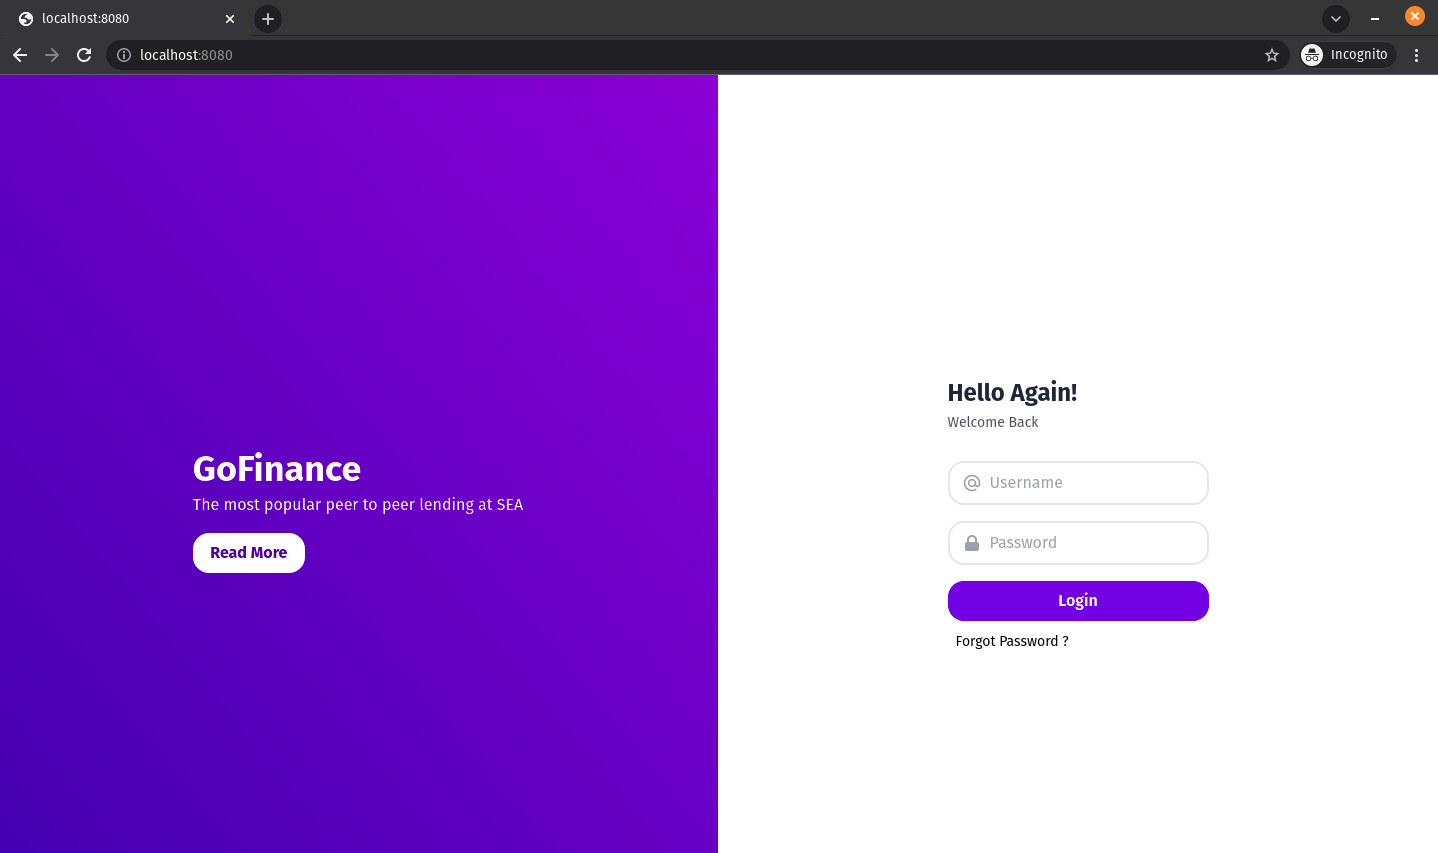 localhost:8080
localhost:8080
Incognito
GoFinance
The most popular peer to peer lending at SEA
Read More
Hello Again!
Welcome Back
Username
Password
Login
Forgot Password ?